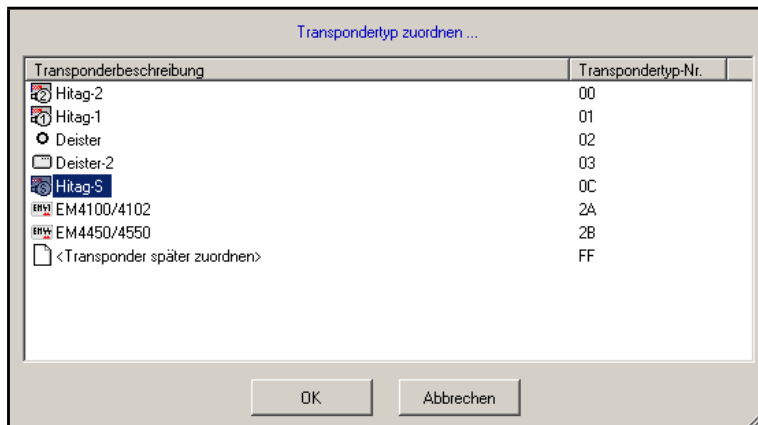 Transpondertyp zuordnen ...
Transponderbeschreibung Transpondertyp-Nr.
Hitag-2 00
Hitag-1 01
Deister 02
Deister-2 03
Hitag-S 0C
EM4100/4102 2A
EM4450/4550 2B
<Transponder später zuordnen> FF
OK Abbrechen